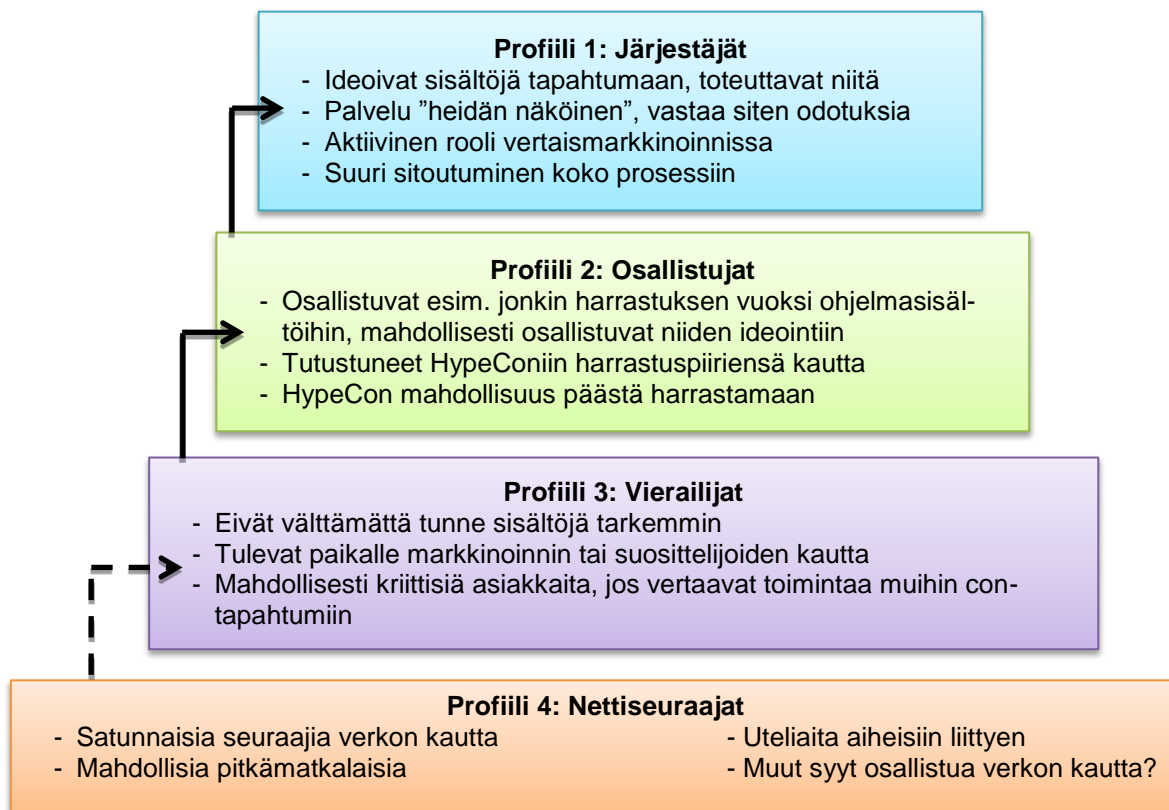 Profiili 1: Järjestäjät
- Ideoivat sisältöjä tapahtumaan, toteuttavat niitä
- Palvelu ”heidän näköinen”, vastaa siten odotuksia
- Aktiivinen rooli vertaismarkkinoinnissa
- Suuri sitoutuminen koko prosessiin
Profiili 2: Osallistujat
- Osallistuvat esim. jonkin harrastuksen vuoksi ohjelmasisäl-
töihin, mahdollisesti osallistuvat niiden ideointiin
- Tutustuneet HypeConiin harrastuspiiriensä kautta
- HypeCon mahdollisuus päästä harrastamaan
Profiili 3: Vierailijat
- Eivät välttämättä tunne sisältöjä tarkemmin
- Tulevat paikalle markkinoinnin tai suosittelijoiden kautta
- Mahdollisesti kriittisiä asiakkaita, jos vertaavat toimintaa muihin con-
tapahtumiin
Profiili 4: Nettiseuraajat
- Satunnaisia seuraajia verkon kautta
- Mahdollisia pitkämatkalaisia
- Uteliaita aiheisiin liittyen
- Muut syyt osallistua verkon kautta?